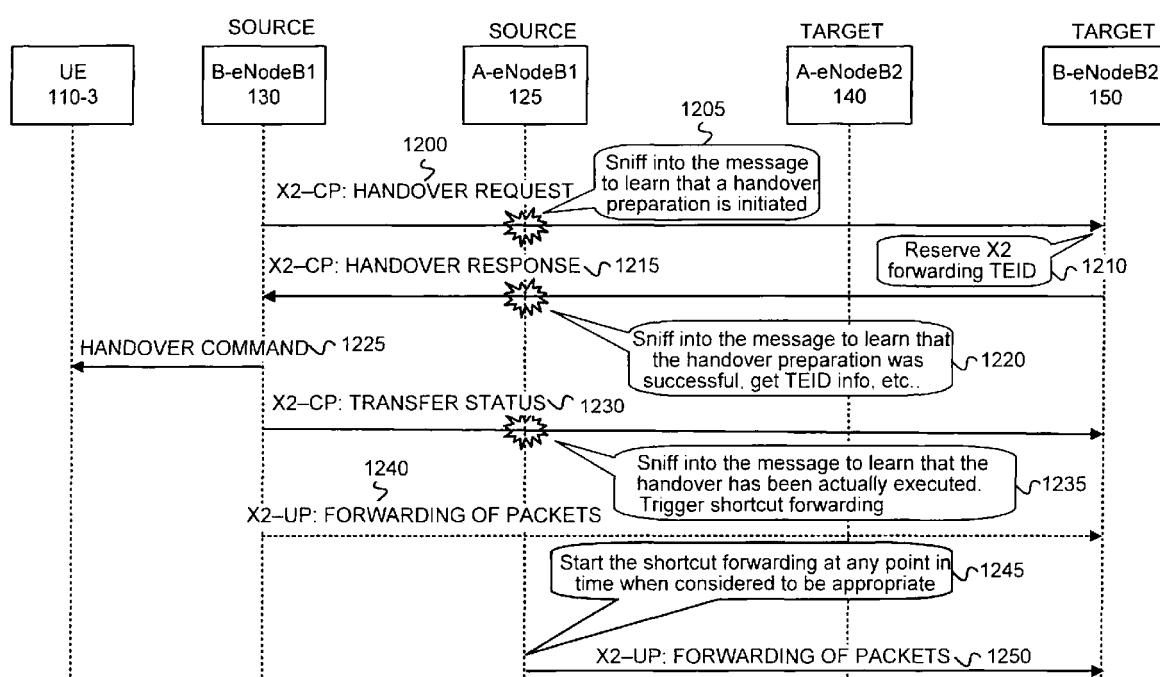 SOURCE
SOURCE
TARGET
TARGET
UE
110-3
B-eNodeB1
130
A-eNodeB1
125
A-eNodeB2
140
B-eNodeB2
150
1205
1200
Sniff into the message
to learn that a handover
preparation is initiated
X2–CP: HANDOVER REQUEST
Reserve X2
forwarding TEID
1210
X2–CP: HANDOVER RESPONSE
1215
Sniff into the message to learn that
the handover preparation was
successful, get TEID info, etc..
1220
HANDOVER COMMAND
1225
X2–CP: TRANSFER STATUS
1230
Sniff into the message to learn that the
handover has been actually executed.
Trigger shortcut forwarding
1235
1240
X2–UP: FORWARDING OF PACKETS
Start the shortcut forwarding at any point in
time when considered to be appropriate
1245
X2–UP: FORWARDING OF PACKETS
1250